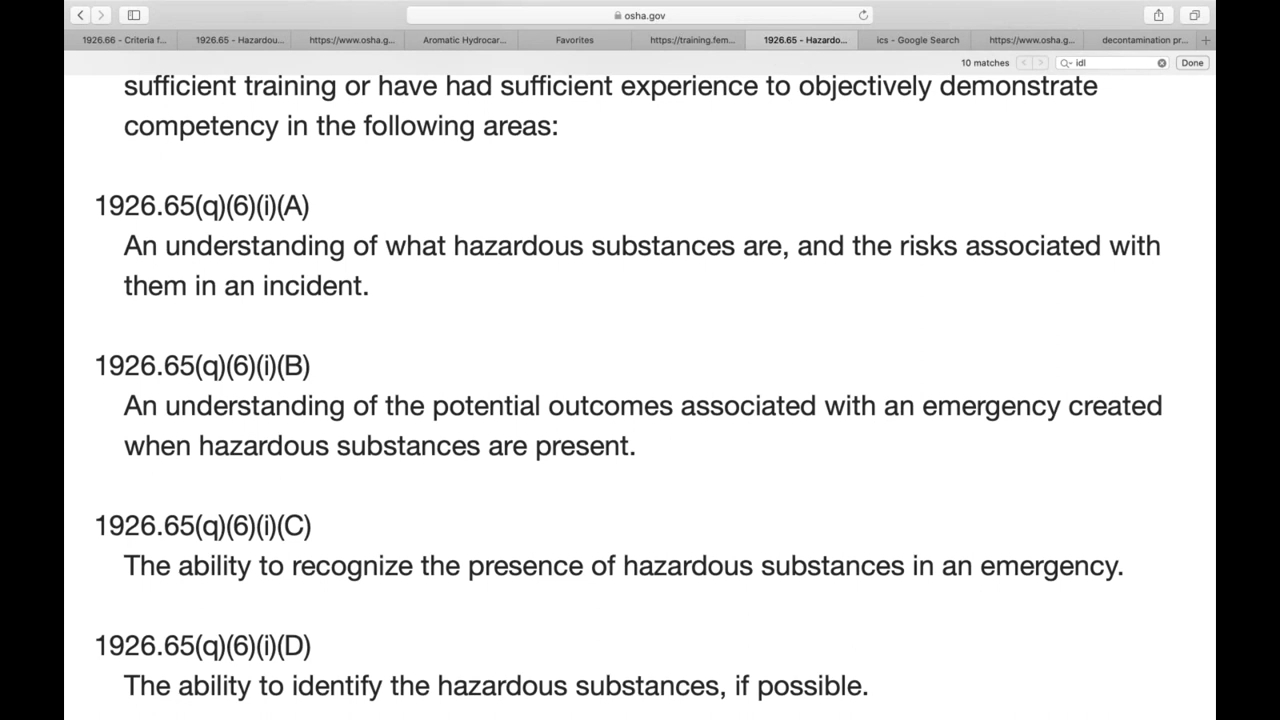 osha.gov
1926.66 - Criteria f...
1926.65 - Hazardou...
https://www.osha.g...
Aromatic Hydrocar...
Favorites
https://training.fem...
1926.65 - Hazardo...
ics - Google Search
https://www.osha.g...
decontamination pr...
10 matches
idl
Done
sufficient training or have had sufficient experience to objectively demonstrate
competency in the following areas:
1926.65(q)(6)(i)(A)
An understanding of what hazardous substances are, and the risks associated with
them in an incident.
1926.65(q)(6)(i)(B)
An understanding of the potential outcomes associated with an emergency created
when hazardous substances are present.
1926.65(q)(6)(i)(C)
The ability to recognize the presence of hazardous substances in an emergency.
1926.65(q)(6)(i)(D)
The ability to identify the hazardous substances, if possible.